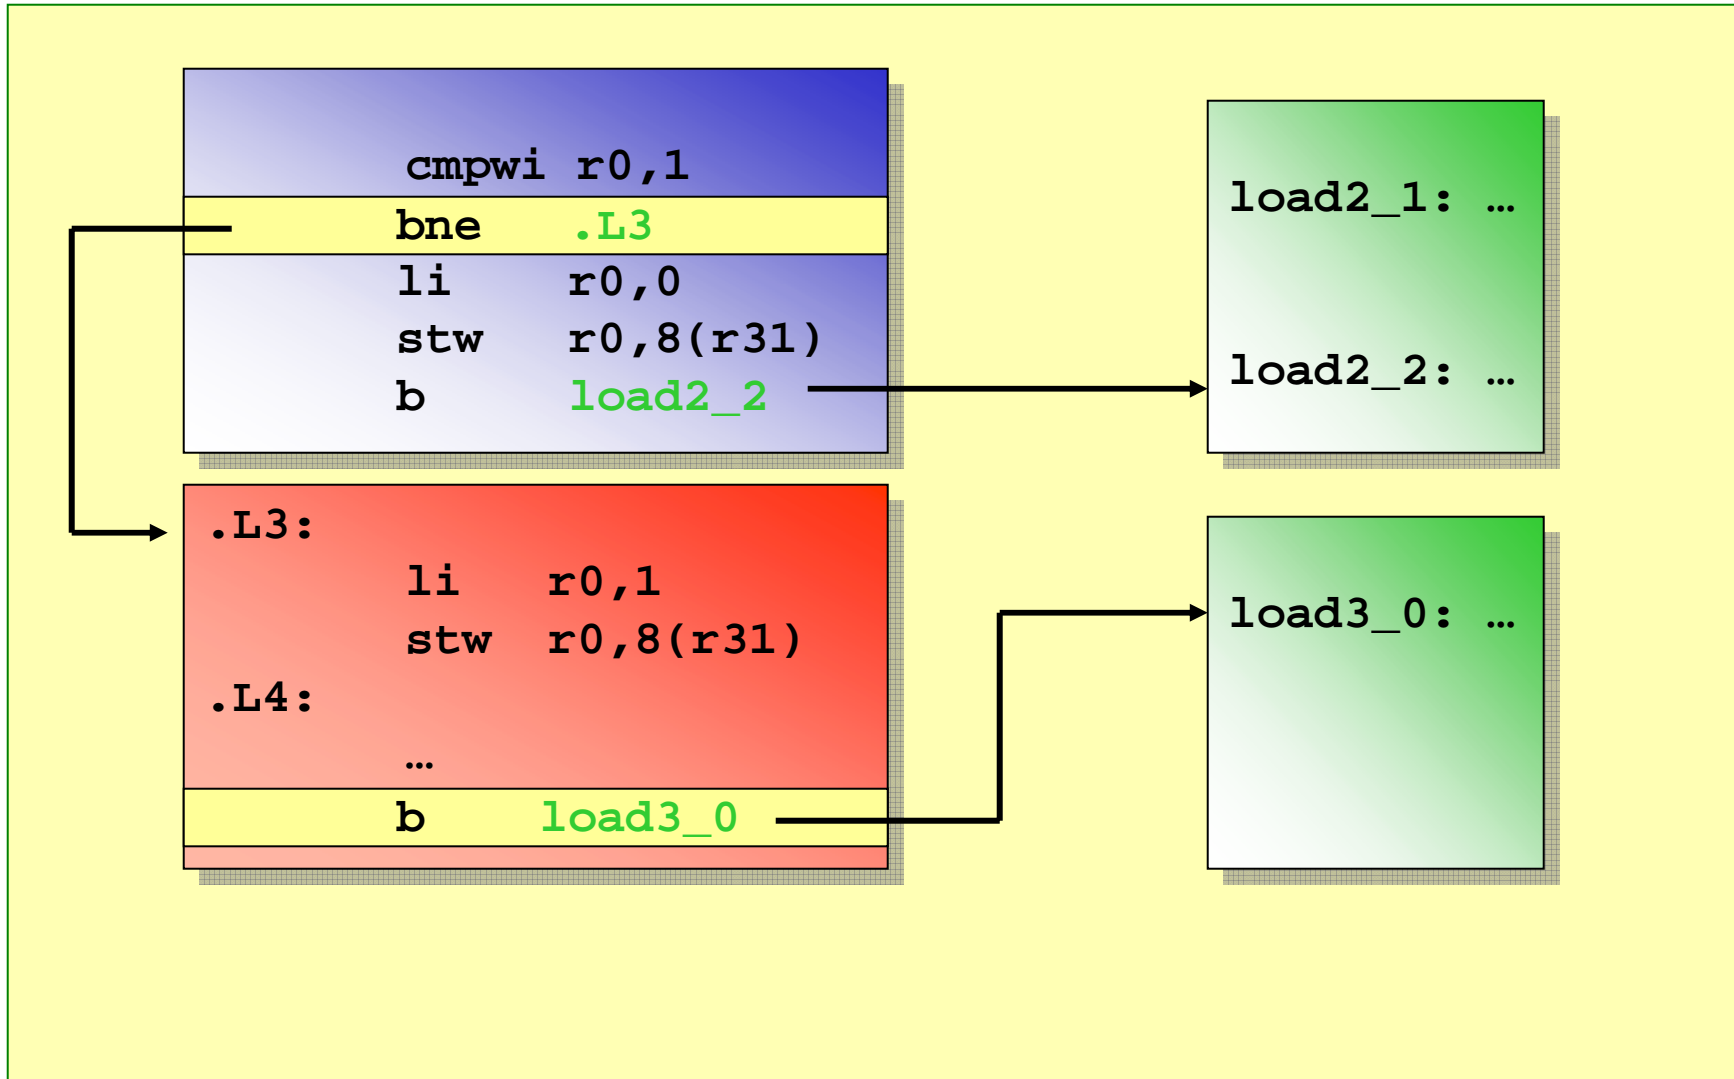 cmpwi r0,1
bne .L3
li r0,0
stw r0,8(r31)
b load2_2
.L3:
li r0,1
stw r0,8(r31)
.L4:
…
b load3_0
load2_1: …
load2_2: …
load3_0: …